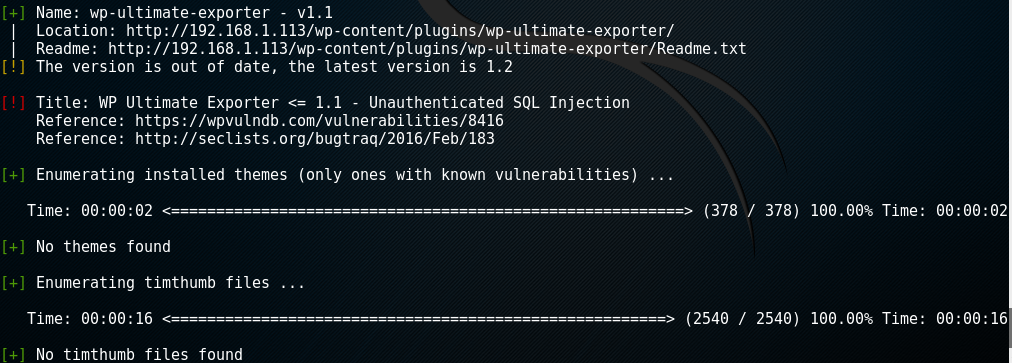 [+] Name: wp-ultimate-exporter - v1.1
 |  Location: http://192.168.1.113/wp-content/plugins/wp-ultimate-exporter/
 |  Readme: http://192.168.1.113/wp-content/plugins/wp-ultimate-exporter/Readme.txt
[!] The version is out of date, the latest version is 1.2
[!] Title: WP Ultimate Exporter <= 1.1 - Unauthenticated SQL Injection
    Reference: https://wpvulndb.com/vulnerabilities/8416
    Reference: http://seclists.org/bugtraq/2016/Feb/183
[+] Enumerating installed themes (only ones with known vulnerabilities) ...
   Time: 00:00:02 <=========================================================> (378 / 378) 100.00% Time: 00:00:02
[+] No themes found
[+] Enumerating timthumb files ...
   Time: 00:00:16 <=======================================================> (2540 / 2540) 100.00% Time: 00:00:16
[+] No timthumb files found